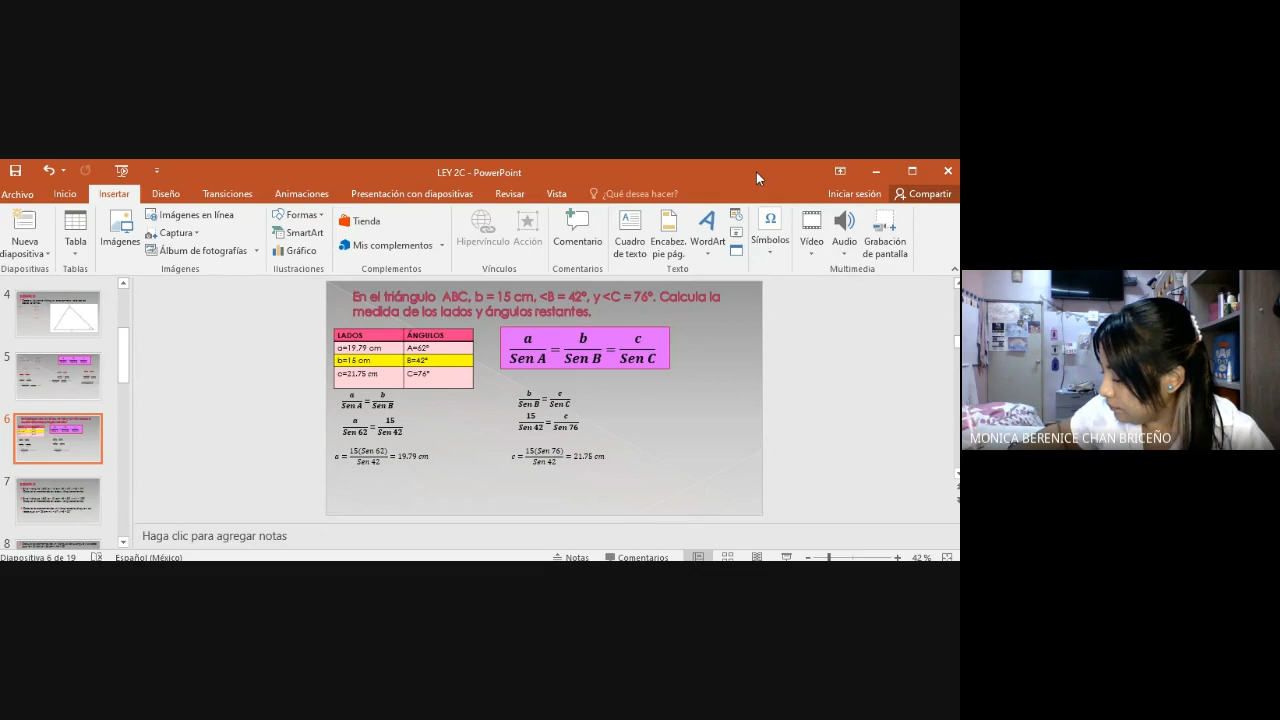 LEY 2C - PowerPoint
Archivo
Inicio
Insertar
Diseño
Transiciones
Animaciones
Presentación con diapositivas
Revisar
Vista
¿Qué desea hacer?
Iniciar sesión
Compartir
Nueva diapositiva
Tabla
Imágenes
Imágenes en línea
Captura
Álbum de fotografías
Formas
SmartArt
Gráfico
Tienda
Mis complementos
Hipervínculo
Acción
Comentario
Cuadro de texto
Encabez. pie pág.
WordArt
Símbolos
Vídeo
Audio
Grabación de pantalla
Diapositivas
Tablas
Imágenes
Ilustraciones
Complementos
Vínculos
Comentarios
Texto
Multimedia
4
5
6
7
8
En el triángulo ABC, b = 15 cm, <B = 42°, y <C = 76°. Calcula la
medida de los lados y ángulos restantes.
LADOS ÁNGULOS
a=19.79 cm A=62°
b=15 cm B=42°
c=21.75 cm C=76°
a/Sen A = b/Sen B = c/Sen C
a/Sen A = b/Sen B
a/Sen 62 = 15/Sen 42
a = 15(Sen 62)/Sen 42 = 19.79 cm
b/Sen B = c/Sen C
15/Sen 42 = c/Sen 76
c = 15(Sen 76)/Sen 42 = 21.75 cm
Haga clic para agregar notas
Diapositiva 6 de 19
Español (México)
Notas
Comentarios
42 %
MONICA BERENICE CHAN BRICEÑO